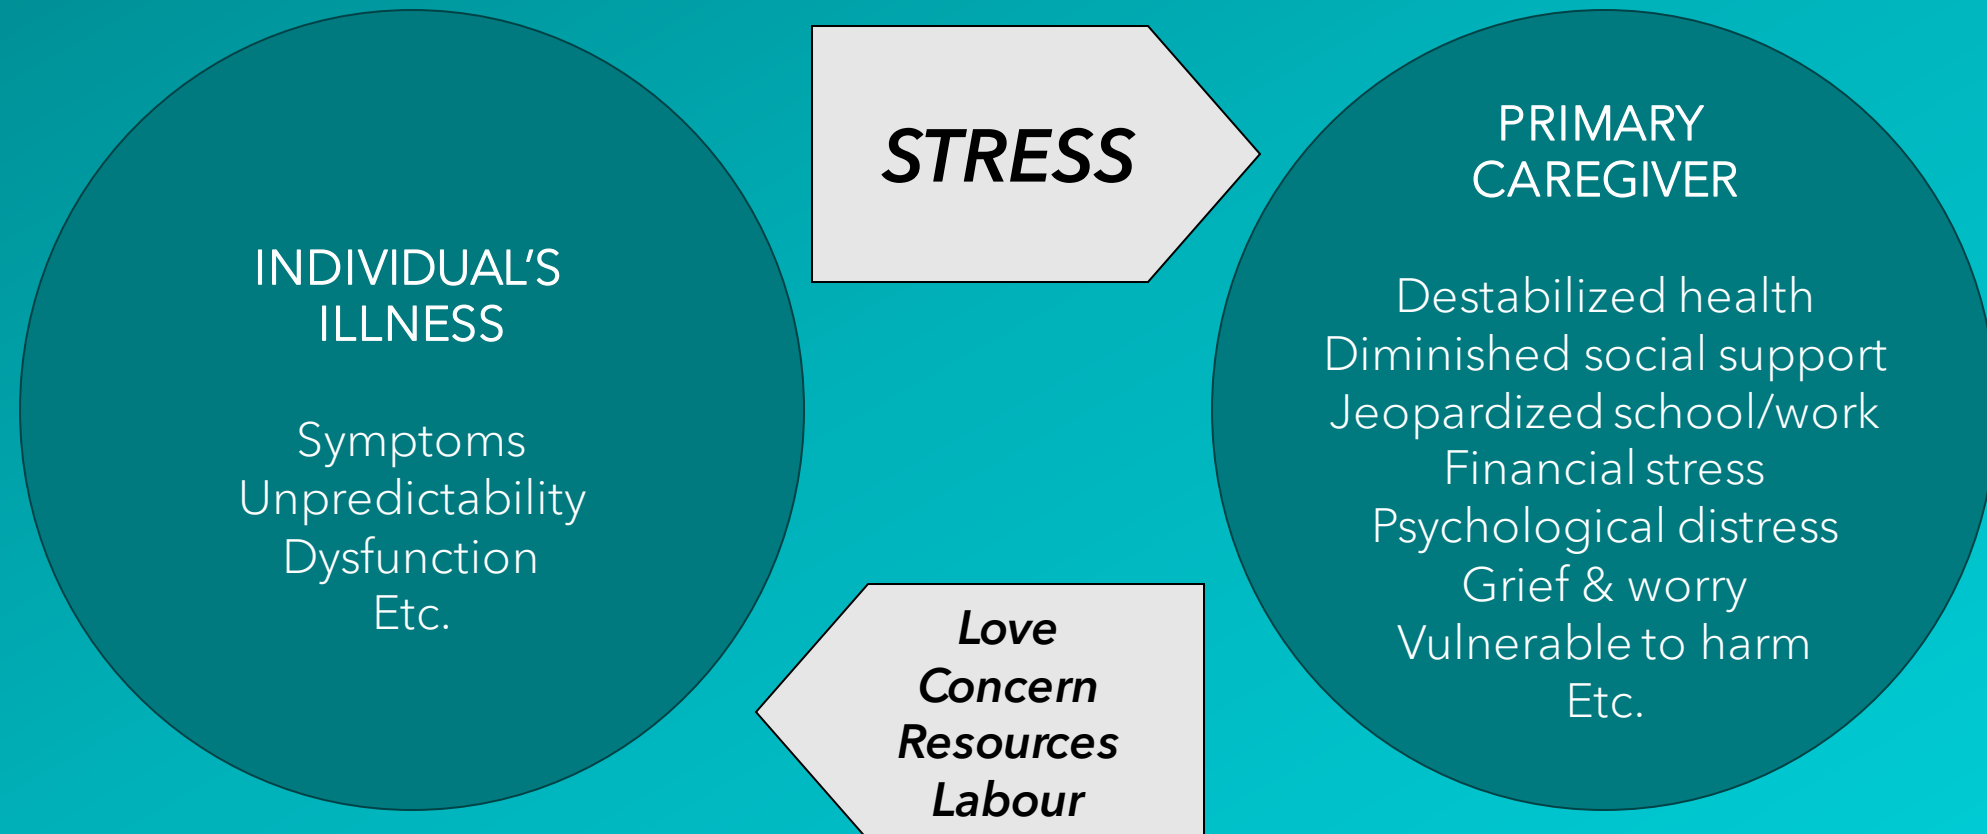 INDIVIDUAL’S
ILLNESS
Symptoms
Unpredictability
Dysfunction
Etc.
STRESS
Love
Concern
Resources
Labour
PRIMARY
CAREGIVER
Destabilized health
Diminished social support
Jeopardized school/work
Financial stress
Psychological distress
Grief & worry
Vulnerable to harm
Etc.